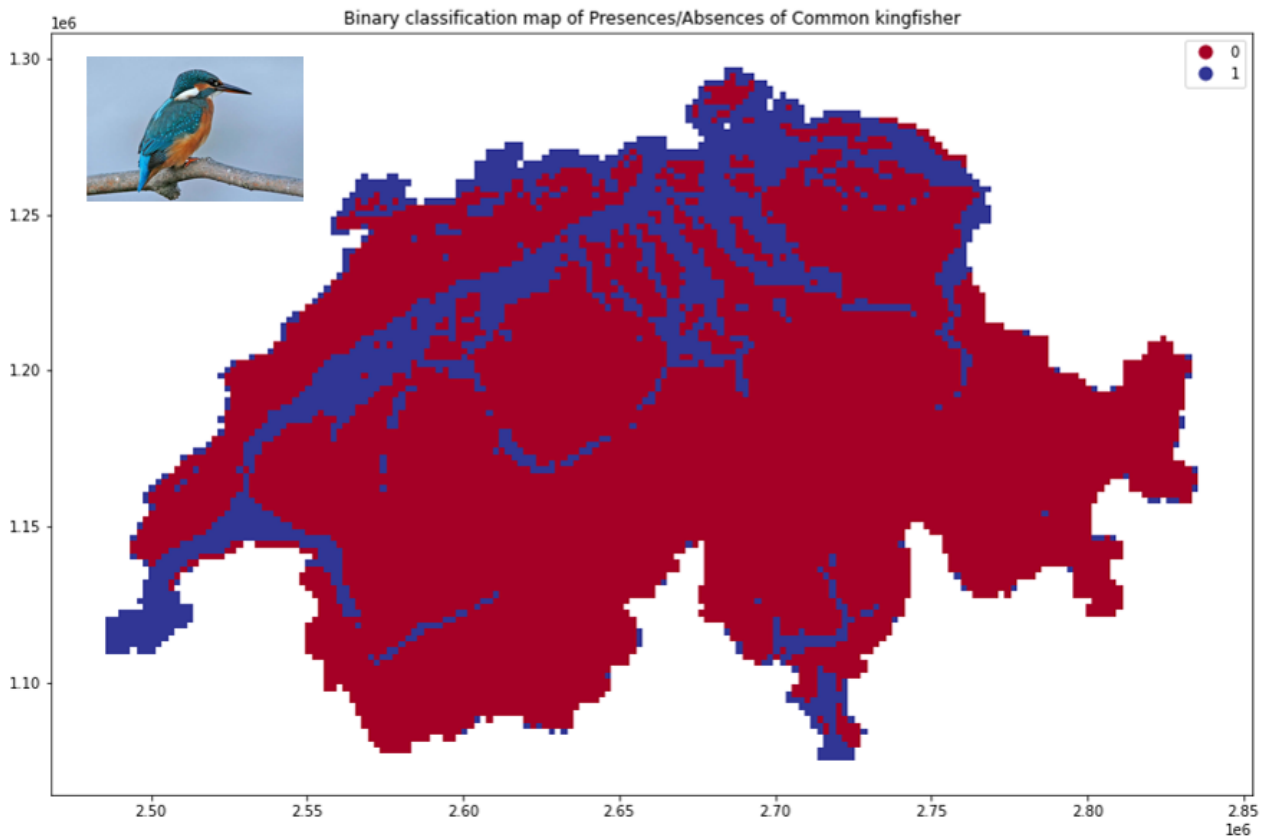 Binary classification map of Presences/Absences of Common kingfisher
1e6
0
1
1.30
1.25
1.20
1.15
1.10
2.50 2.55 2.60 2.65 2.70 2.75 2.80 2.85
1e6